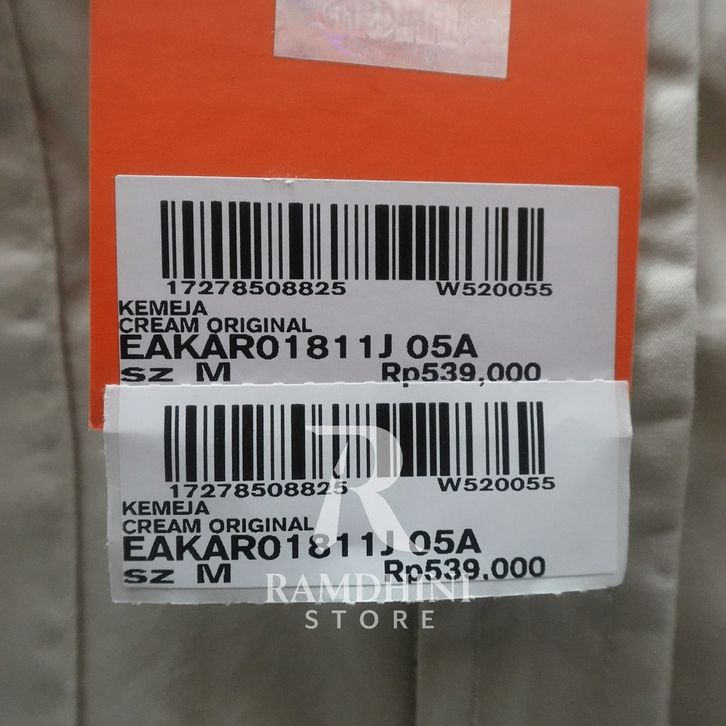 17278508825 W520055
KEMEJA
CREAM ORIGINAL
EAKAR01811J 05A
SZ M Rp539,000
17278508825 W520055
KEMEJA
CREAM ORIGINAL
EAKAR01811J 05A
SZ M Rp539,000
R
RAMDHINI
STORE